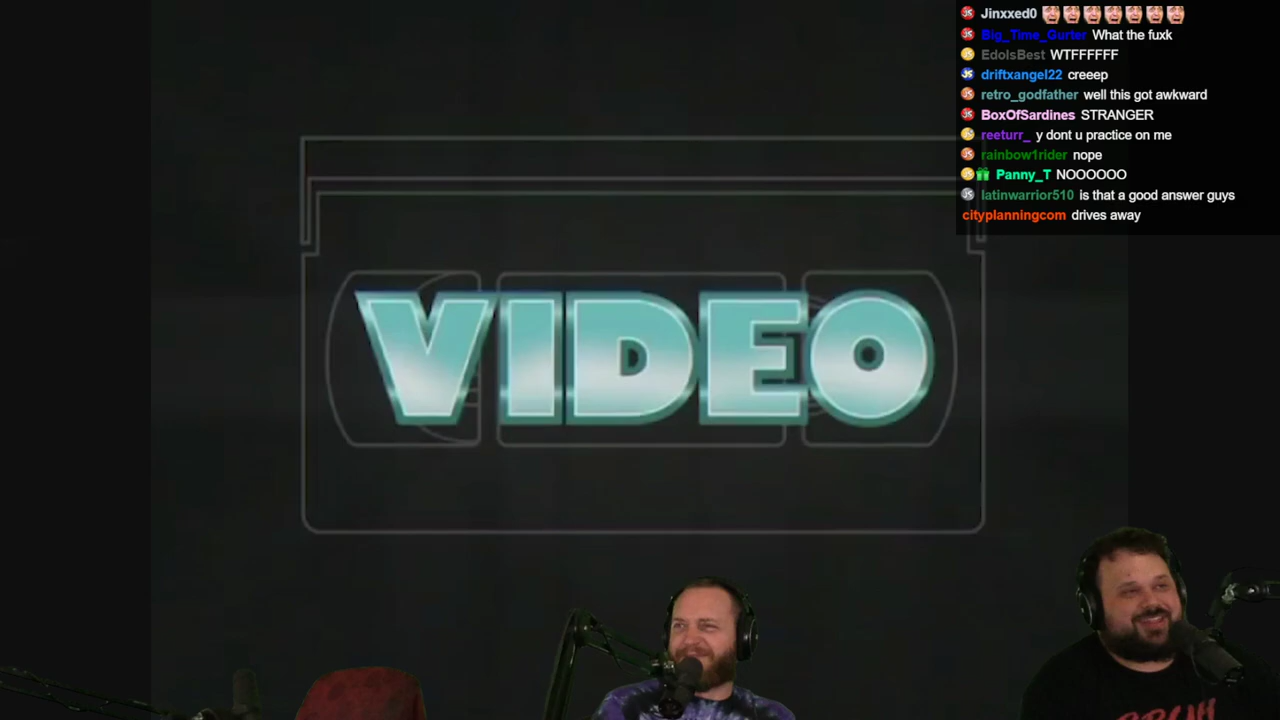 Jinxxed0
Big_Time_Gurter What the fuxk
EdoIsBest WTFFFFFF
driftxangel22 creeep
retro_godfather well this got awkward
BoxOfSardines STRANGER
reeturr_ y dont u practice on me
rainbow1rider nope
Panny_T NOOOOOO
latinwarrior510 is that a good answer guys
cityplanningcom drives away
VIDEO